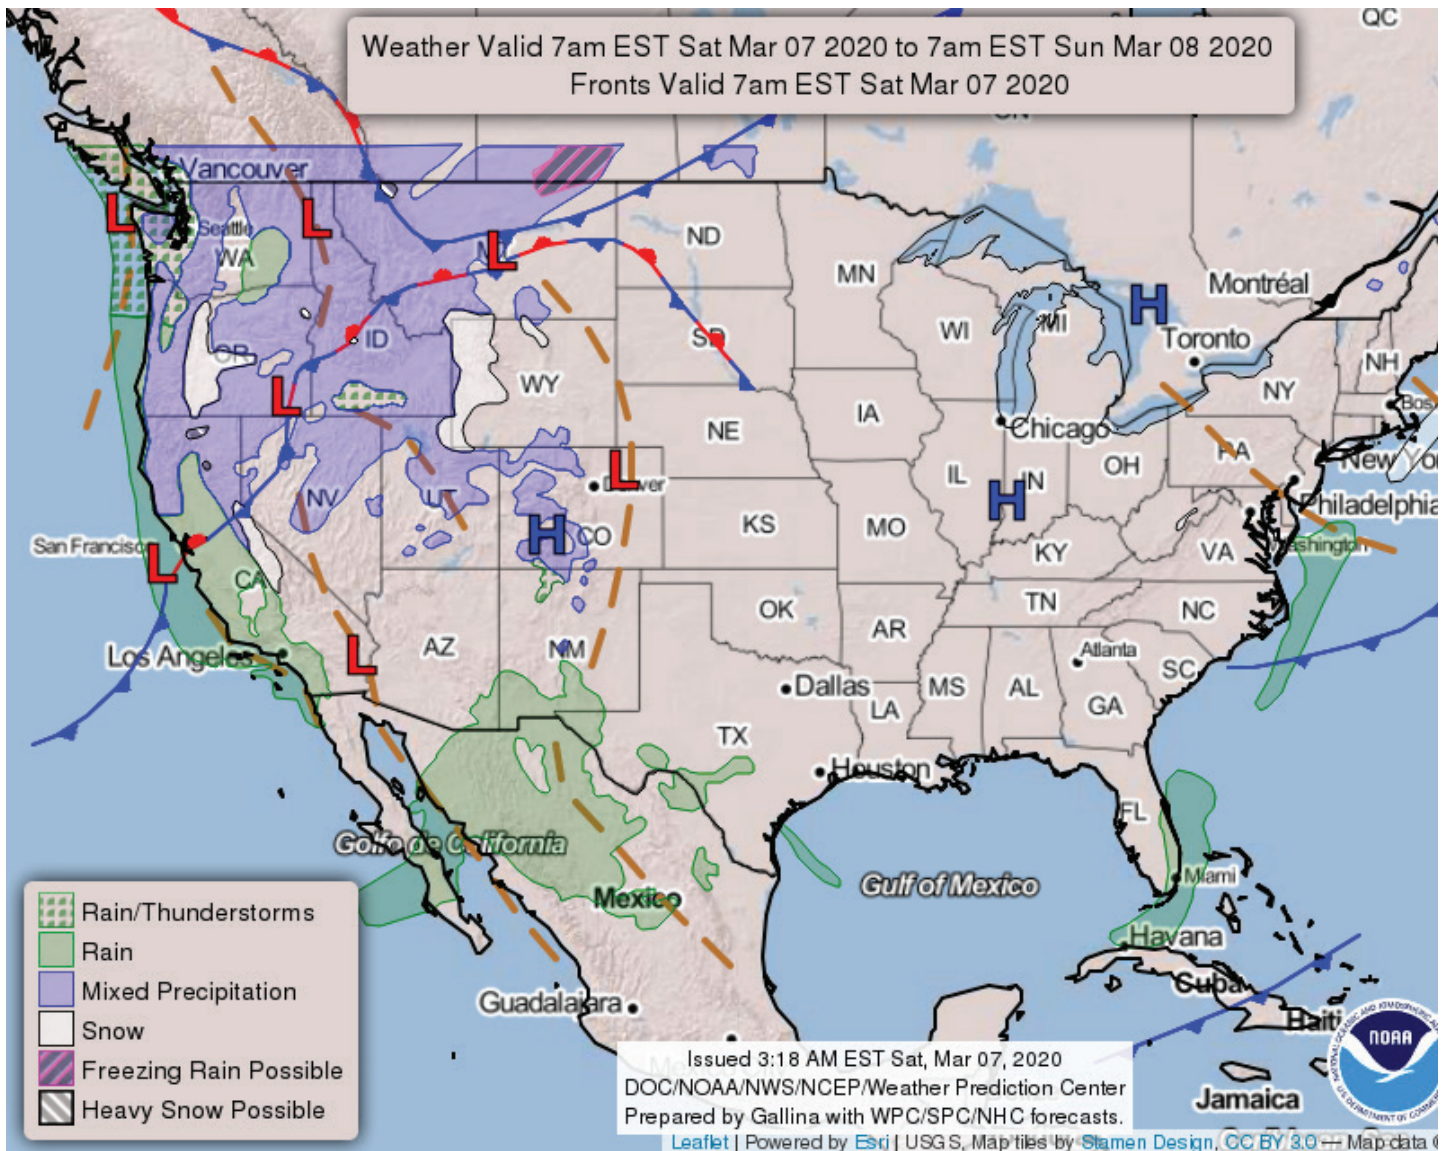 QC
Weather Valid 7am EST Sat Mar 07 2020 to 7am EST Sun Mar 08 2020
Fronts Valid 7am EST Sat Mar 07 2020
ON
Vancouver
L
L
Seattle
WA
L
ND
MN
Montréal
H
OR
ID
SD
WI
MI
Toronto
NH
WY
NY
L
IA
NE
Chicago
PA
New
L
Denver
IL
IN
OH
Philadelphia
NV
UT
H
CO
KS
MO
H
KY
VA
Washington
San Francisco
L
CA
OK
TN
NC
AZ
NM
AR
Atlanta
SC
Los Angeles
L
Dallas
MS
AL
GA
LA
TX
Houston
FL
Golfo de California
Miami
Gulf of Mexico
Mexico
Havana
Cuba
Haiti
Guadalajara
Mexico City
Jamaica
Rain/Thunderstorms
Rain
Mixed Precipitation
Snow
Freezing Rain Possible
Heavy Snow Possible
NOAA
Issued 3:18 AM EST Sat, Mar 07, 2020
DOC/NOAA/NWS/NCEP/Weather Prediction Center
Prepared by Gallina with WPC/SPC/NHC forecasts.
Leaflet | Powered by Esri | USGS, Map tiles by Stamen Design, CC BY 3.0 — Map data ©